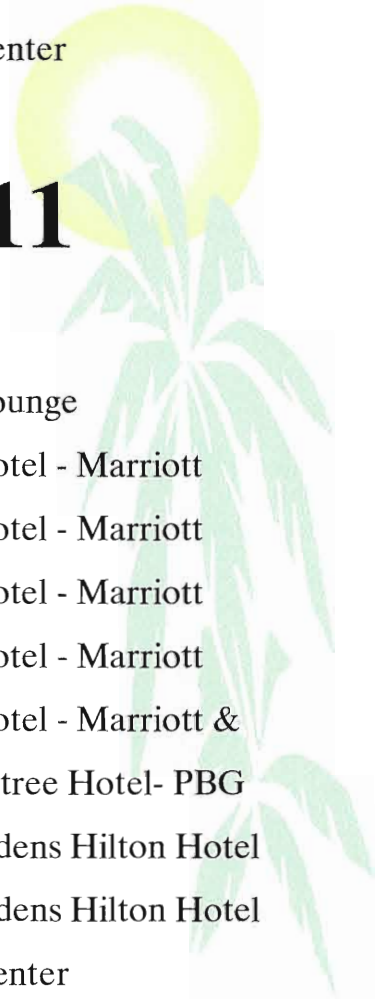 enter
11
ounge
otel - Marriott
otel - Marriott
otel - Marriott
otel - Marriott
otel - Marriott &
tree Hotel- PBG
dens Hilton Hotel
dens Hilton Hotel
enter